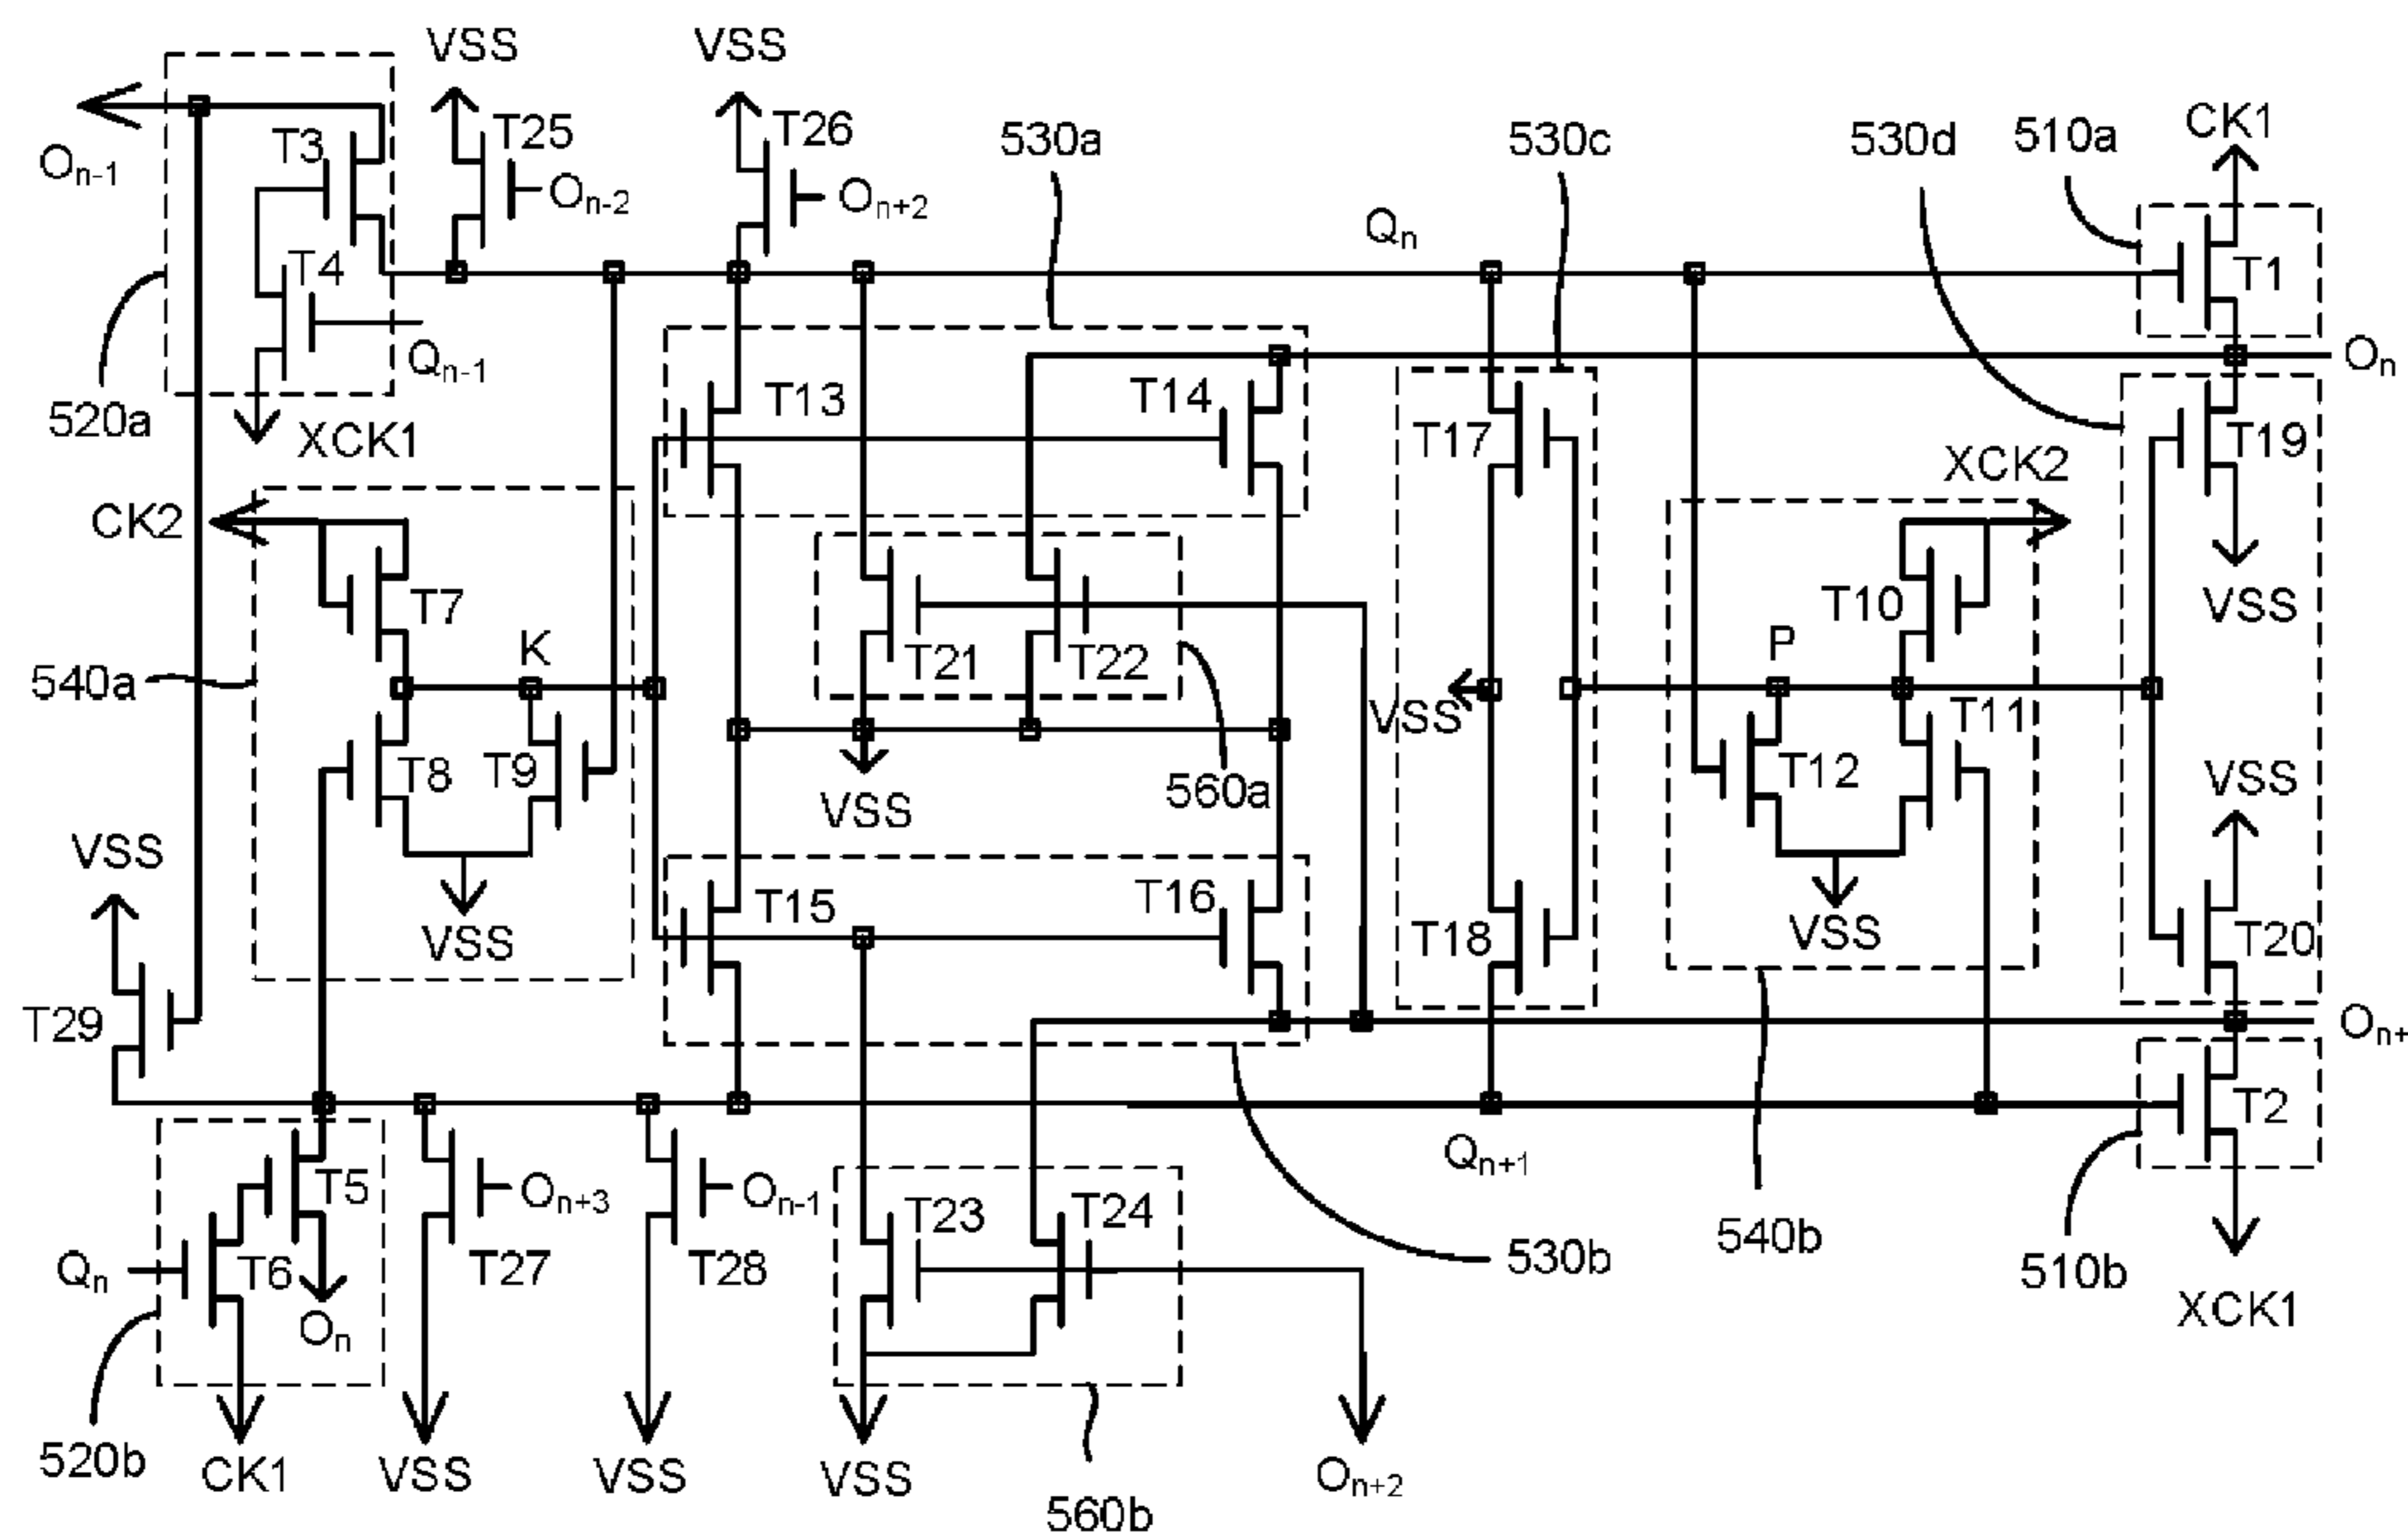 VSS
VSS
T3
T25
T26
530a
530c
530d
510a
CK1
On-1
On-2
On+2
Qn
T4
T1
Qn-1
On
520a
XCK1
T13
T14
T17
T19
XCK2
CK2
T7
K
T21
T22
T10
VSS
540a
P
VSS
T11
T8
T9
VSS
560a
T12
VSS
VSS
T15
T16
VSS
T18
VSS
T20
T29
On+
T2
Qn+1
T5
On+3
On-1
T23
T24
540b
Qn
T6
T27
T28
530b
510b
On
XCK1
520b
CK1
VSS
VSS
VSS
On+2
560b